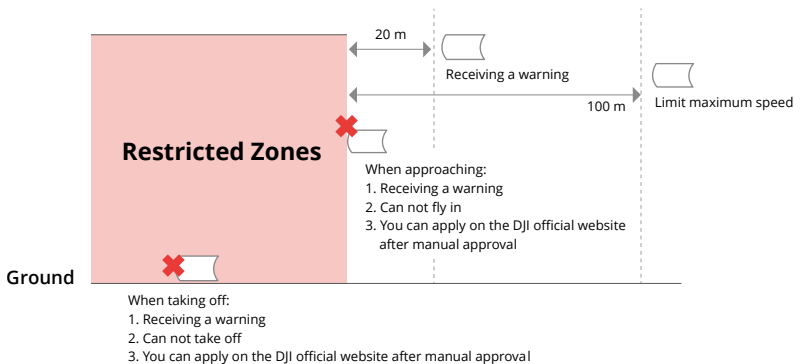 20 m
Receiving a warning
100 m
Limit maximum speed
Restricted Zones
When approaching:
1. Receiving a warning
2. Can not fly in
3. You can apply on the DJI official website
after manual approval
Ground
When taking off:
1. Receiving a warning
2. Can not take off
3. You can apply on the DJI official website after manual approval